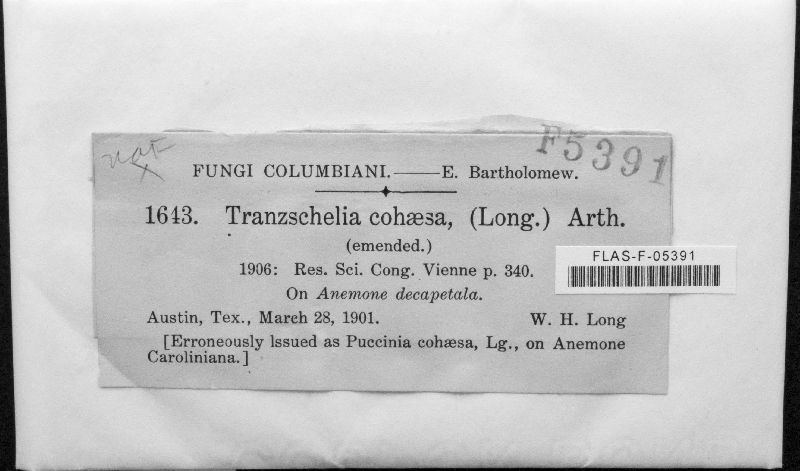 F5391
FUNGI COLUMBIANI.——E. Bartholomew.
1643. Tranzschelia cohæsa, (Long.) Arth.
(emended.)
1906: Res. Sci. Cong. Vienne p. 340.
On Anemone decapetala.
Austin, Tex., March 28, 1901. W. H. Long
[Erroneously Issued as Puccinia cohæsa, Lg., on Anemone
Caroliniana.]
FLAS-F-05391